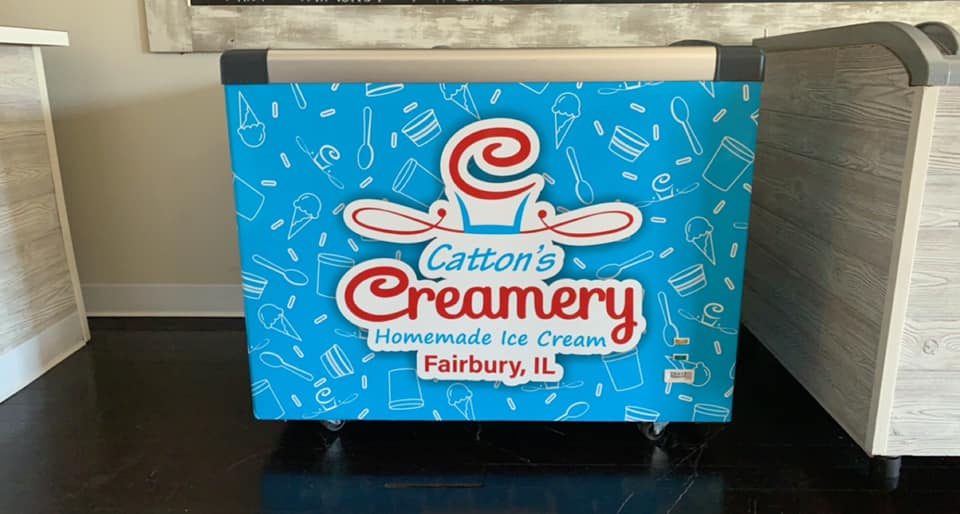 Catton's
Creamery
Homemade Ice Cream
Fairbury, IL